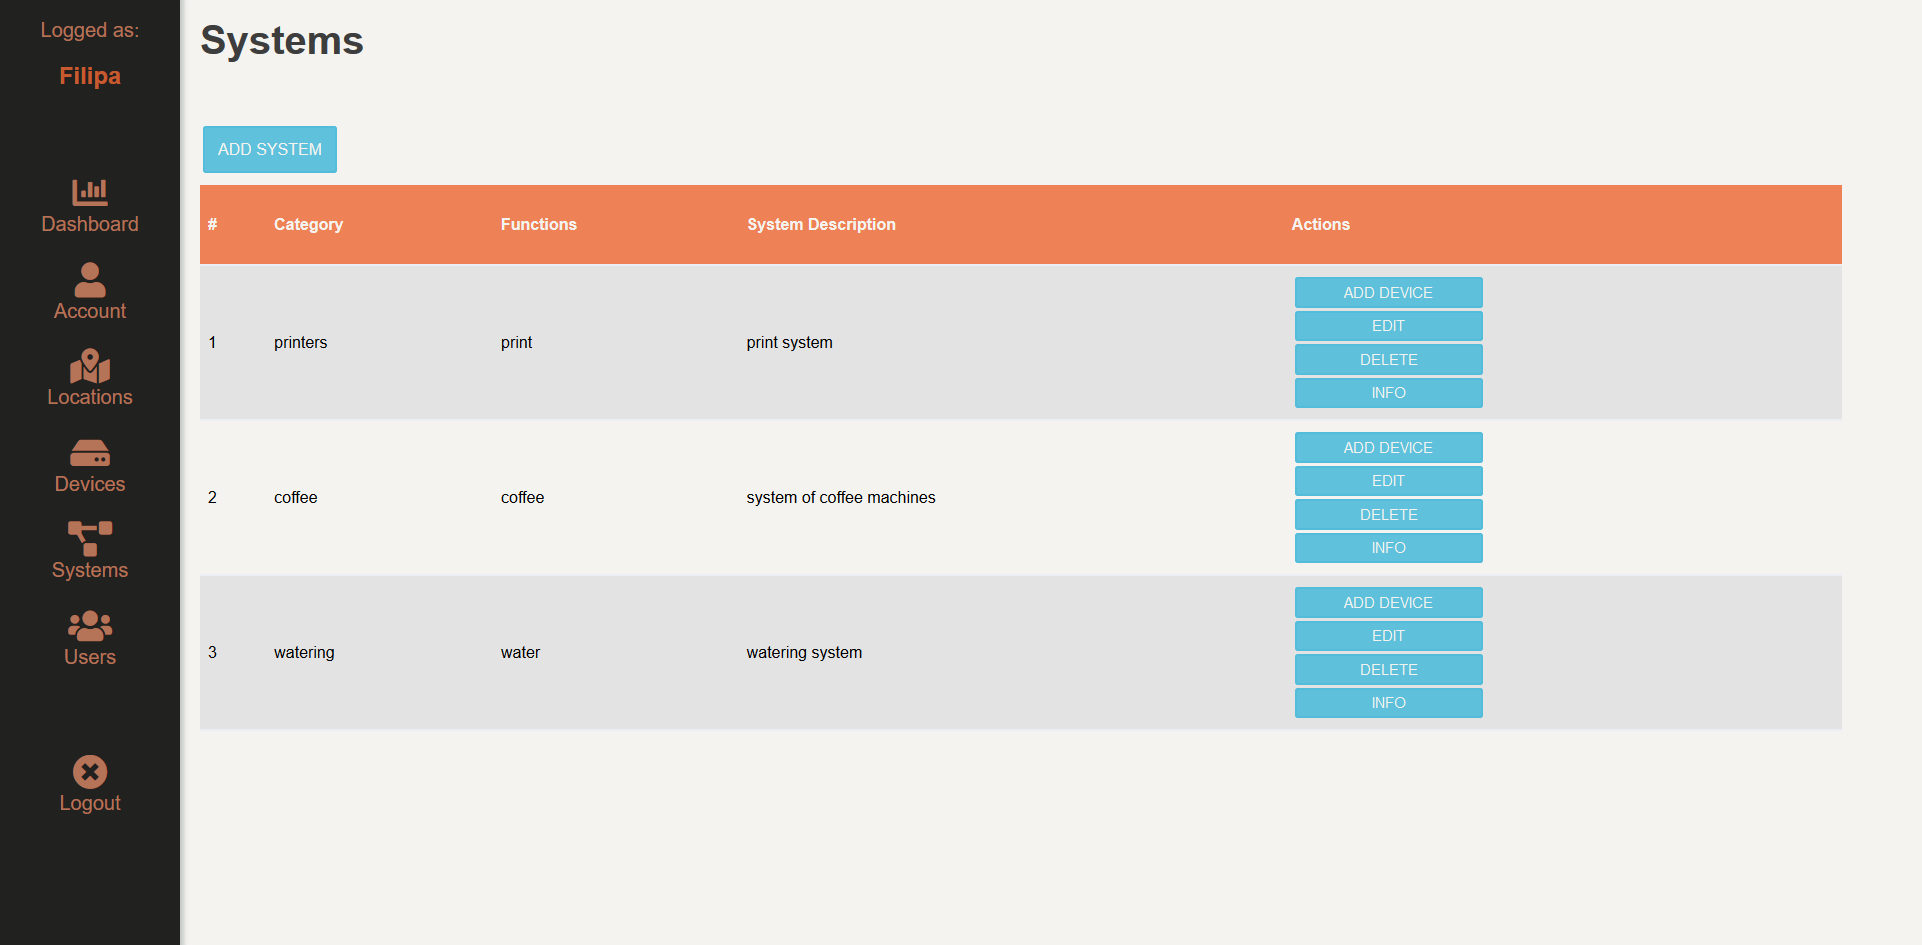 Logged as:
Filipa
Dashboard
Account
Locations
Devices
Systems
Users
Logout
Systems
ADD SYSTEM
# Category Functions System Description Actions
1 printers print print system
ADD DEVICE
EDIT
DELETE
INFO
2 coffee coffee system of coffee machines
ADD DEVICE
EDIT
DELETE
INFO
3 watering water watering system
ADD DEVICE
EDIT
DELETE
INFO